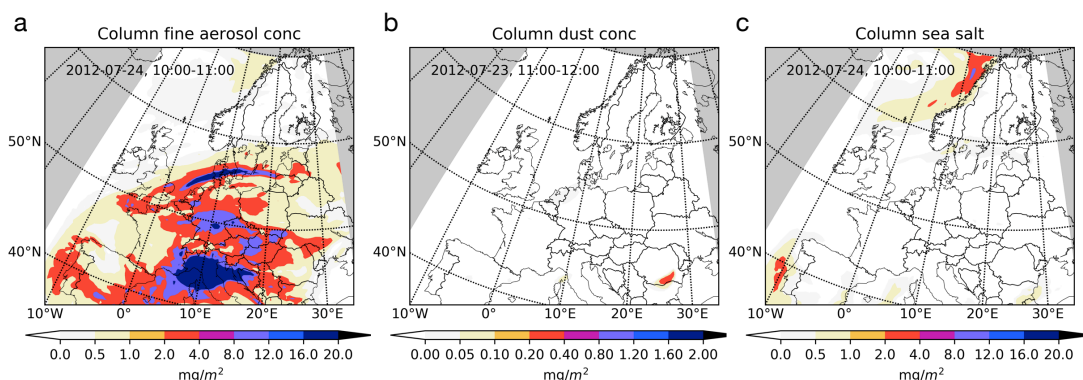 a
Column fine aerosol conc
2012-07-24, 10:00-11:00
50°N
40°N
10°W 0° 10°E 20°E 30°E
0.0 0.5 1.0 2.0 4.0 8.0 12.0 16.0 20.0
mg/m²
b
Column dust conc
2012-07-23, 11:00-12:00
50°N
40°N
10°W 0° 10°E 20°E 30°E
0.00 0.05 0.10 0.20 0.40 0.80 1.20 1.60 2.00
mg/m²
c
Column sea salt
2012-07-24, 10:00-11:00
50°N
40°N
10°W 0° 10°E 20°E 30°E
0.0 0.5 1.0 2.0 4.0 8.0 12.0 16.0 20.0
mg/m²